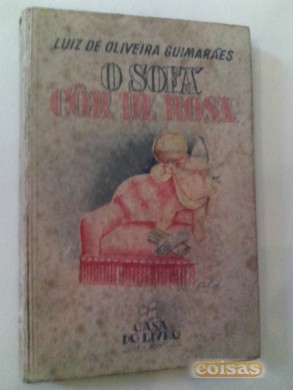 LUIZ DE OLIVEIRA GUIMARÃES
O SOFÁ
CÔR DE ROSA
CASA
DO LIVRO
coisas